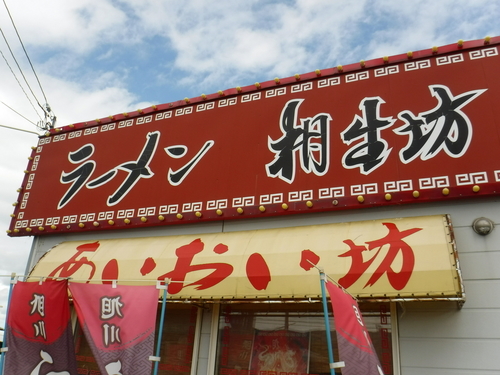 ラーメン 相生坊
あいおい坊
旭川
旭川